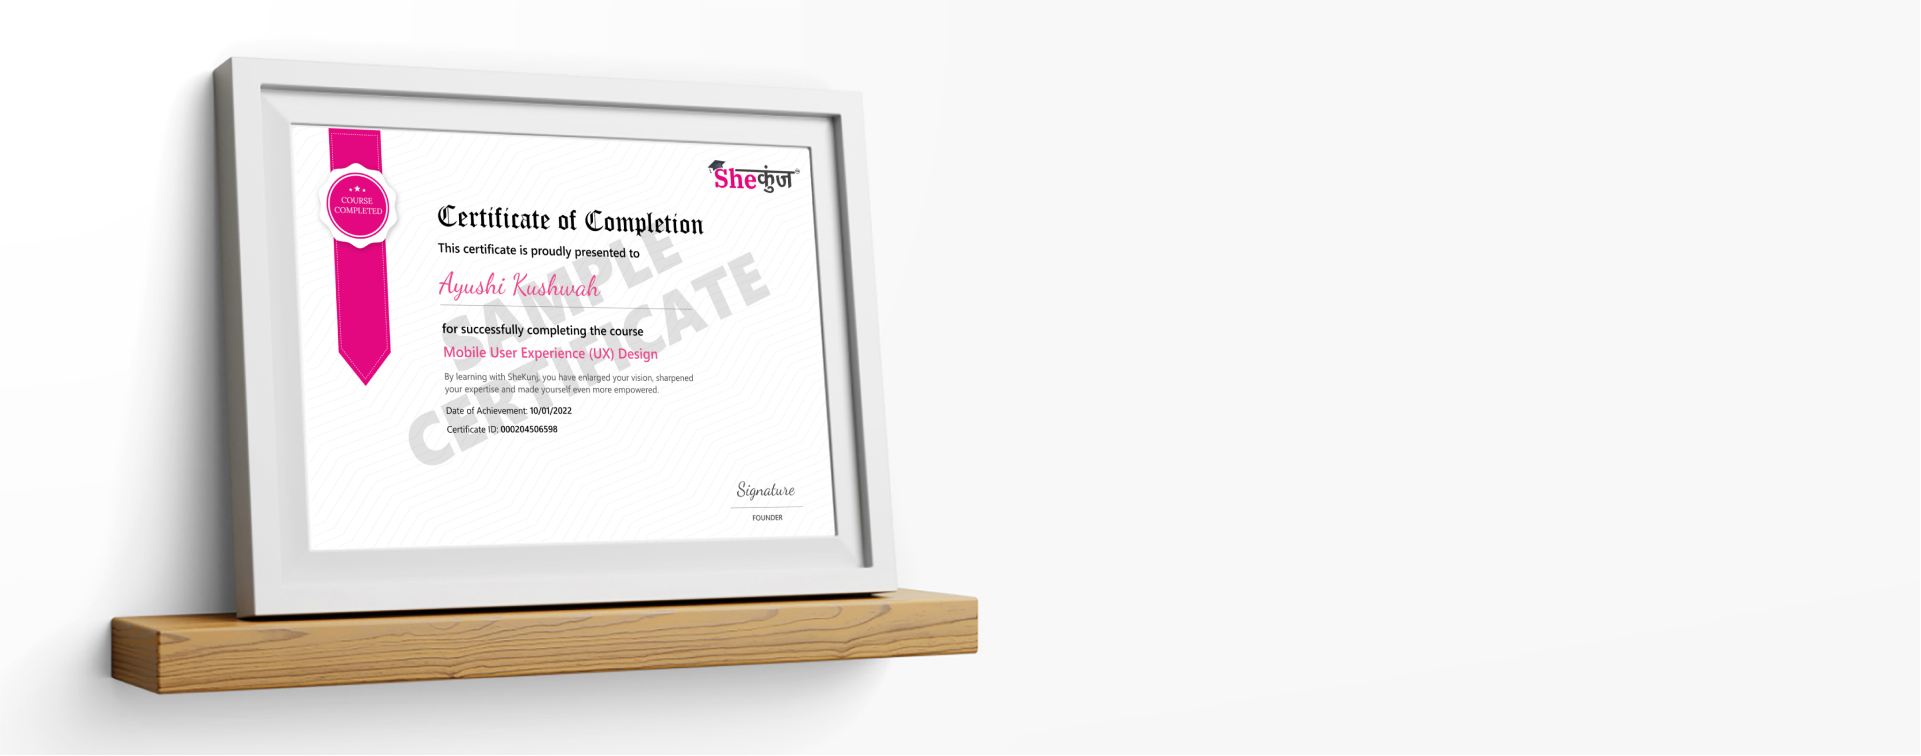 COURSE
COMPLETED
Sheकुंज
Certificate of Completion
This certificate is proudly presented to
Ayushi Kushwah
for successfully completing the course
Mobile User Experience (UX) Design
By learning with SheKunj, you have enlarged your vision, sharpened
your expertise and made yourself even more empowered.
Date of Achievement: 10/01/2022
Certificate ID: 000204506598
SAMPLE
CERTIFICATE
Signature
FOUNDER